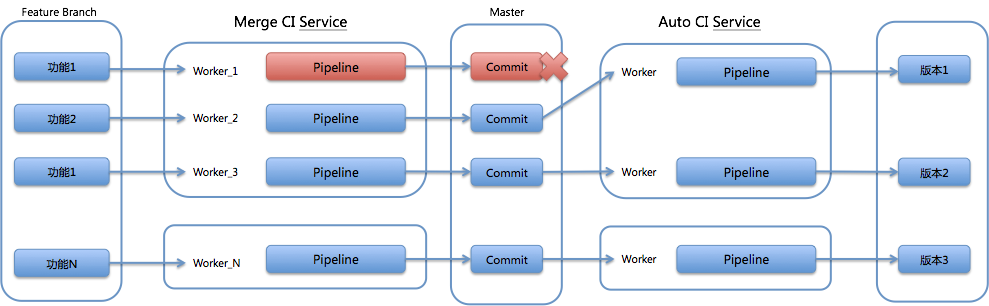 Feature Branch
Merge CI Service
Master
Auto CI Service
功能1
Worker_1
Pipeline
Commit
Worker
Pipeline
版本1
功能2
Worker_2
Pipeline
Commit
功能1
Worker_3
Pipeline
Commit
Worker
Pipeline
版本2
功能N
Worker_N
Pipeline
Commit
Worker
Pipeline
版本3